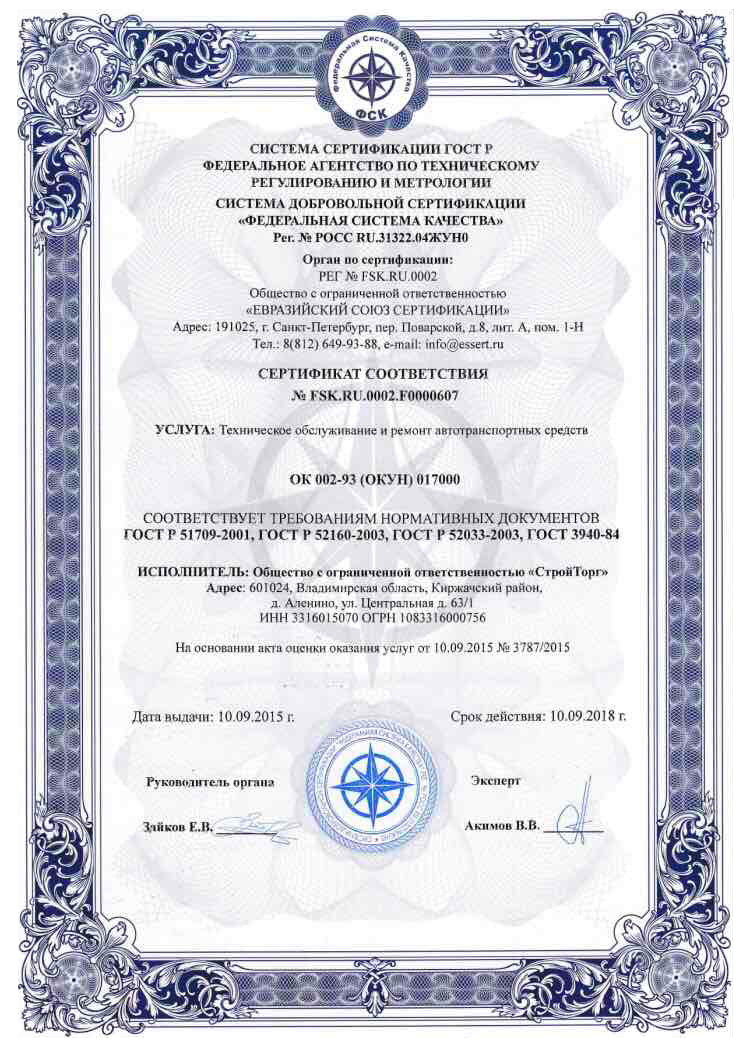 Федеральная Система Качества
ФСК
СИСТЕМА СЕРТИФИКАЦИИ ГОСТ Р
ФЕДЕРАЛЬНОЕ АГЕНТСТВО ПО ТЕХНИЧЕСКОМУ
РЕГУЛИРОВАНИЮ И МЕТРОЛОГИИ
СИСТЕМА ДОБРОВОЛЬНОЙ СЕРТИФИКАЦИИ
«ФЕДЕРАЛЬНАЯ СИСТЕМА КАЧЕСТВА»
Рег. № РОСС RU.31322.04ЖУН0
Орган по сертификации:
РЕГ № FSK.RU.0002
Общество с ограниченной ответственностью
«ЕВРАЗИЙСКИЙ СОЮЗ СЕРТИФИКАЦИИ»
Адрес: 191025, г. Санкт-Петербург, пер. Поварской, д.8, лит. А, пом. 1-Н
Тел.: 8(812) 649-93-88, e-mail: info@essert.ru
СЕРТИФИКАТ СООТВЕТСТВИЯ
№ FSK.RU.0002.F0000607
УСЛУГА: Техническое обслуживание и ремонт автотранспортных средств
ОК 002-93 (ОКУН) 017000
СООТВЕТСТВУЕТ ТРЕБОВАНИЯМ НОРМАТИВНЫХ ДОКУМЕНТОВ
ГОСТ Р 51709-2001, ГОСТ Р 52160-2003, ГОСТ Р 52033-2003, ГОСТ 3940-84
ИСПОЛНИТЕЛЬ: Общество с ограниченной ответственностью «СтройТорг»
Адрес: 601024, Владимирская область, Киржачский район,
д. Аленино, ул. Центральная д. 63/1
ИНН 3316015070 ОГРН 1083316000756
На основании акта оценки оказания услуг от 10.09.2015 № 3787/2015
Дата выдачи: 10.09.2015 г.
Срок действия: 10.09.2018 г.
Руководитель органа
Эксперт
Зайков Е.В.
Акимов В.В.